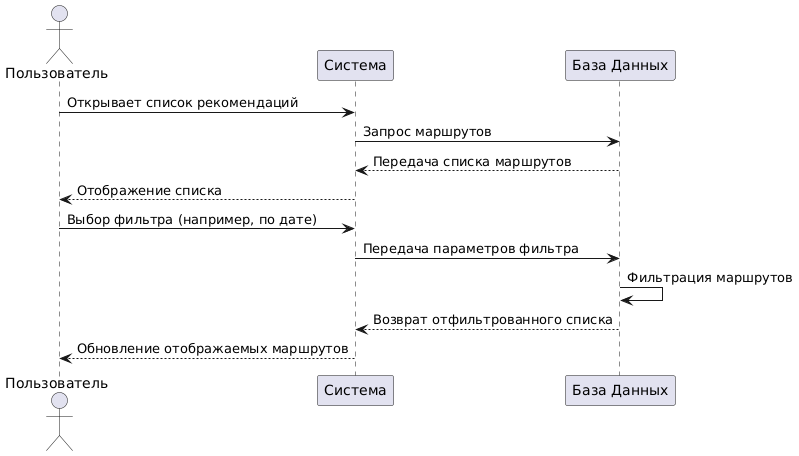 Пользователь
Система
База Данных
Открывает список рекомендаций
Запрос маршрутов
Передача списка маршрутов
Отображение списка
Выбор фильтра (например, по дате)
Передача параметров фильтра
Фильтрация маршрутов
Возврат отфильтрованного списка
Обновление отображаемых маршрутов
Пользователь
Система
База Данных